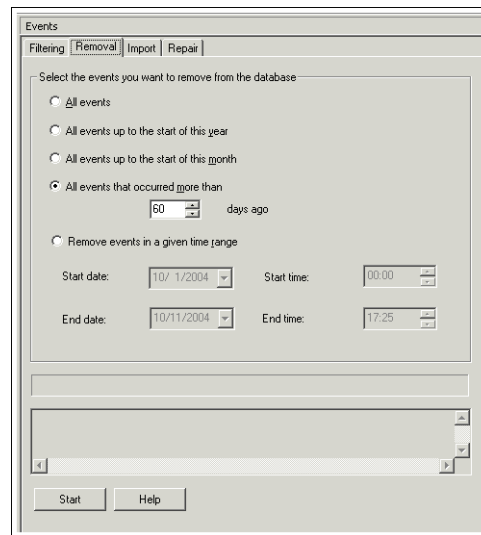 Events
Filtering Removal Import Repair
Select the events you want to remove from the database
All events
All events up to the start of this year
All events up to the start of this month
All events that occurred more than
60 days ago
Remove events in a given time range
Start date: 10/ 1/2004 Start time: 00:00
End date: 10/11/2004 End time: 17:25
Start Help